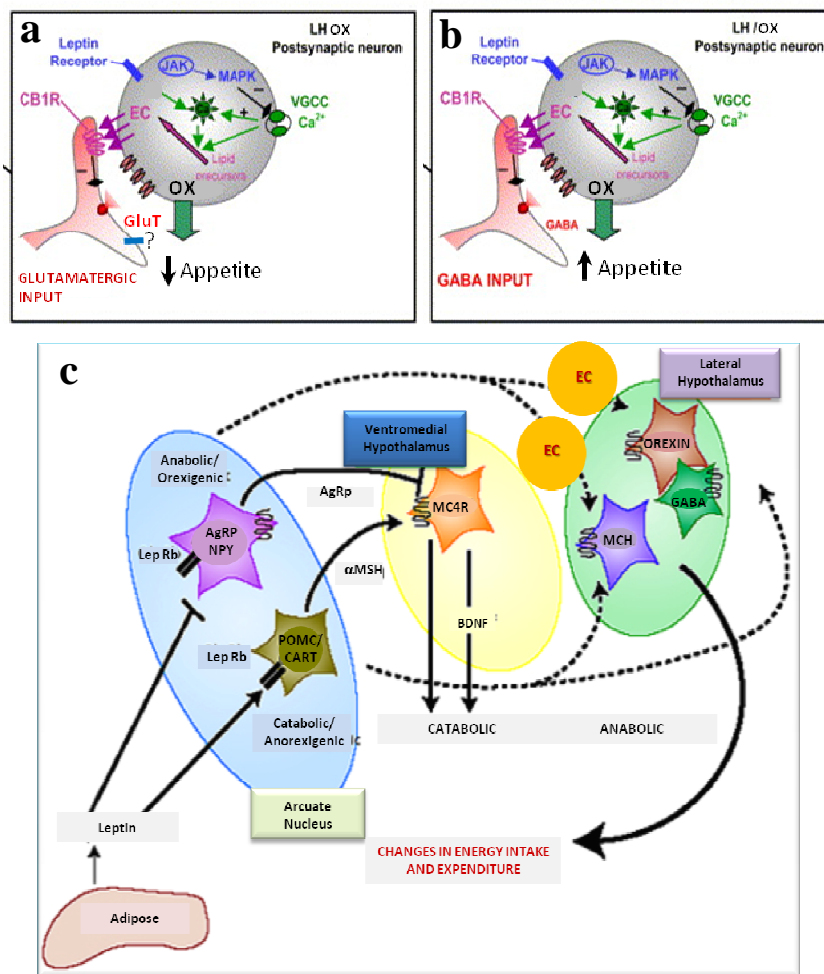 a
LH OX
Postsynaptic neuron
Leptin
Receptor
JAK
MAPK
CB1R
EC
VGCC
Ca2+
Lipid
precursors
OX
GluT
?
GLUTAMATERGIC
INPUT
Appetite
b
LH /OX
Postsynaptic neuron
Leptin
Receptor
JAK
MAPK
CB1R
EC
VGCC
Ca2+
Lipid
precursors
OX
GABA
GABA INPUT
Appetite
c
EC
Lateral
Hypothalamus
Ventromedial
Hypothalamus
EC
OREXIN
Anabolic/
Orexigenic
AgRp
MC4R
GABA
AgRP
NPY
MCH
Lep Rb
αMSH
POMC/
CART
BDNF
Lep Rb
Catabolic/
Anorexigenic
CATABOLIC
ANABOLIC
Arcuate
Nucleus
Leptin
CHANGES IN ENERGY INTAKE
AND EXPENDITURE
Adipose